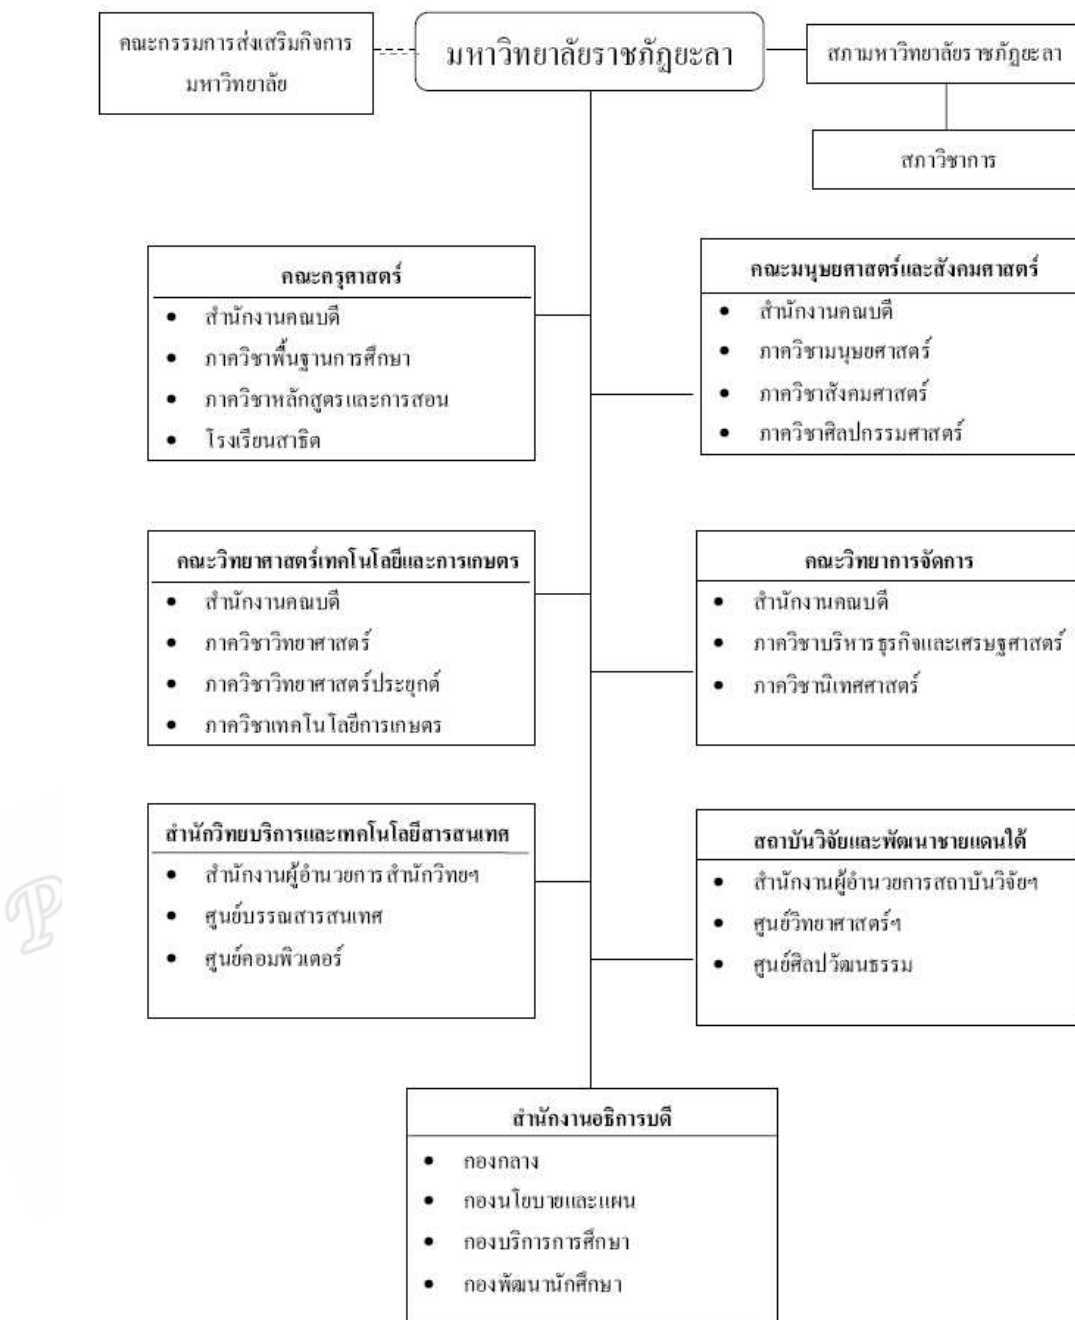 คณะกรรมการส่งเสริมกิจการ
มหาวิทยาลัย
มหาวิทยาลัยราชภัฏยะลา
สภามหาวิทยาลัยราชภัฏยะลา
สภาวิชาการ
คณะครุศาสตร์
• สำนักงานคณบดี
• ภาควิชาพื้นฐานการศึกษา
• ภาควิชาหลักสูตรและการสอน
• โรงเรียนสาธิต
คณะมนุษยศาสตร์และสังคมศาสตร์
• สำนักงานคณบดี
• ภาควิชามนุษยศาสตร์
• ภาควิชาสังคมศาสตร์
• ภาควิชาศิลปกรรมศาสตร์
คณะวิทยาศาสตร์เทคโนโลยีและการเกษตร
• สำนักงานคณบดี
• ภาควิชาวิทยาศาสตร์
• ภาควิชาวิทยาศาสตร์ประยุกต์
• ภาควิชาเทคโนโลยีการเกษตร
คณะวิทยาการจัดการ
• สำนักงานคณบดี
• ภาควิชาบริหารธุรกิจและเศรษฐศาสตร์
• ภาควิชานิเทศศาสตร์
สำนักวิทยบริการและเทคโนโลยีสารสนเทศ
• สำนักงานผู้อำนวยการสำนักวิทยฯ
• ศูนย์บรรณสารสนเทศ
• ศูนย์คอมพิวเตอร์
สถาบันวิจัยและพัฒนาชายแดนใต้
• สำนักงานผู้อำนวยการสถาบันวิจัยฯ
• ศูนย์วิทยาศาสตร์ฯ
• ศูนย์ศิลปวัฒนธรรม
P
สำนักงานอธิการบดี
• กองกลาง
• กองนโยบายและแผน
• กองบริการการศึกษา
• กองพัฒนานักศึกษา